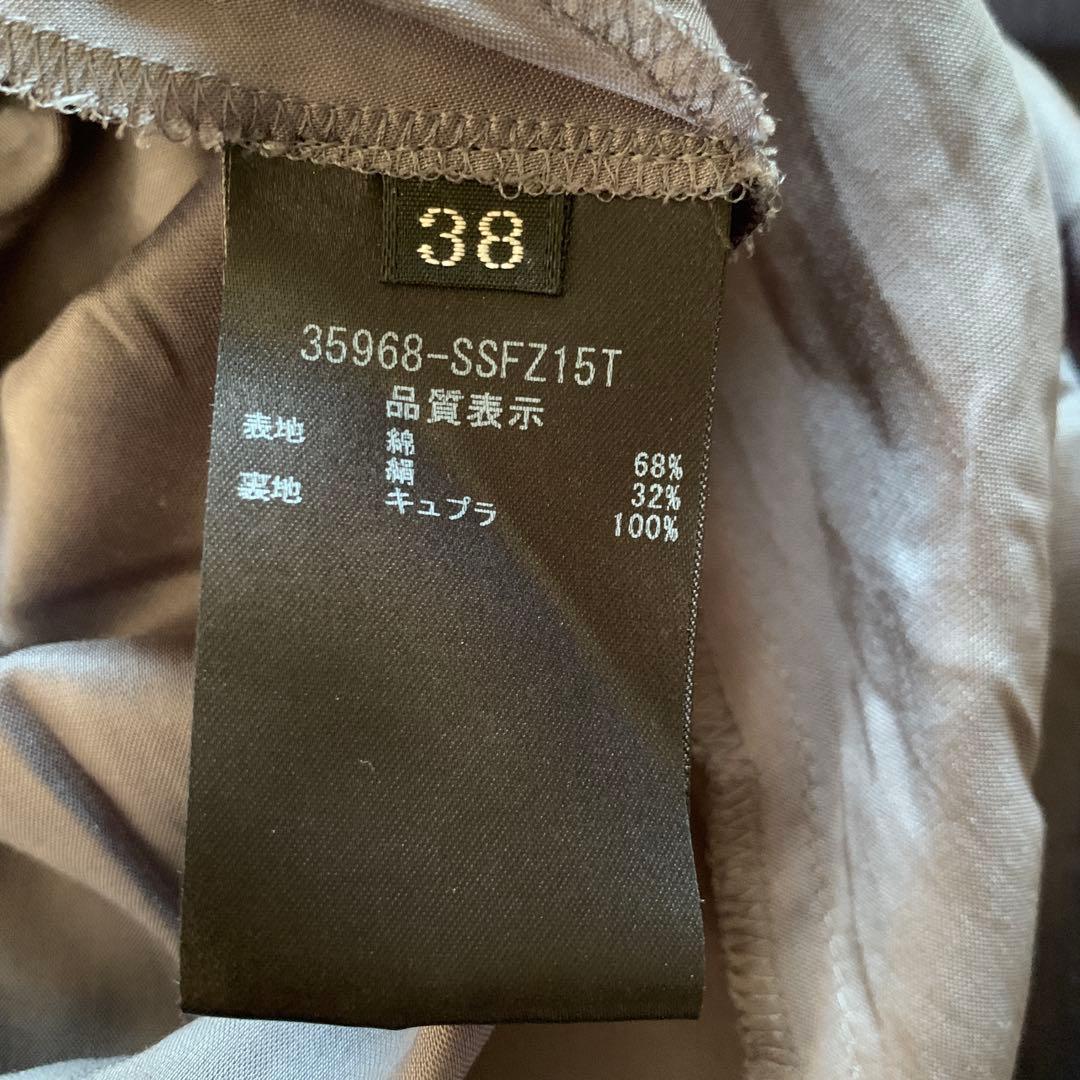 38
35968-SSFZ15T
品質表示
表地 綿 68%
絹 32%
裏地 キュプラ 100%